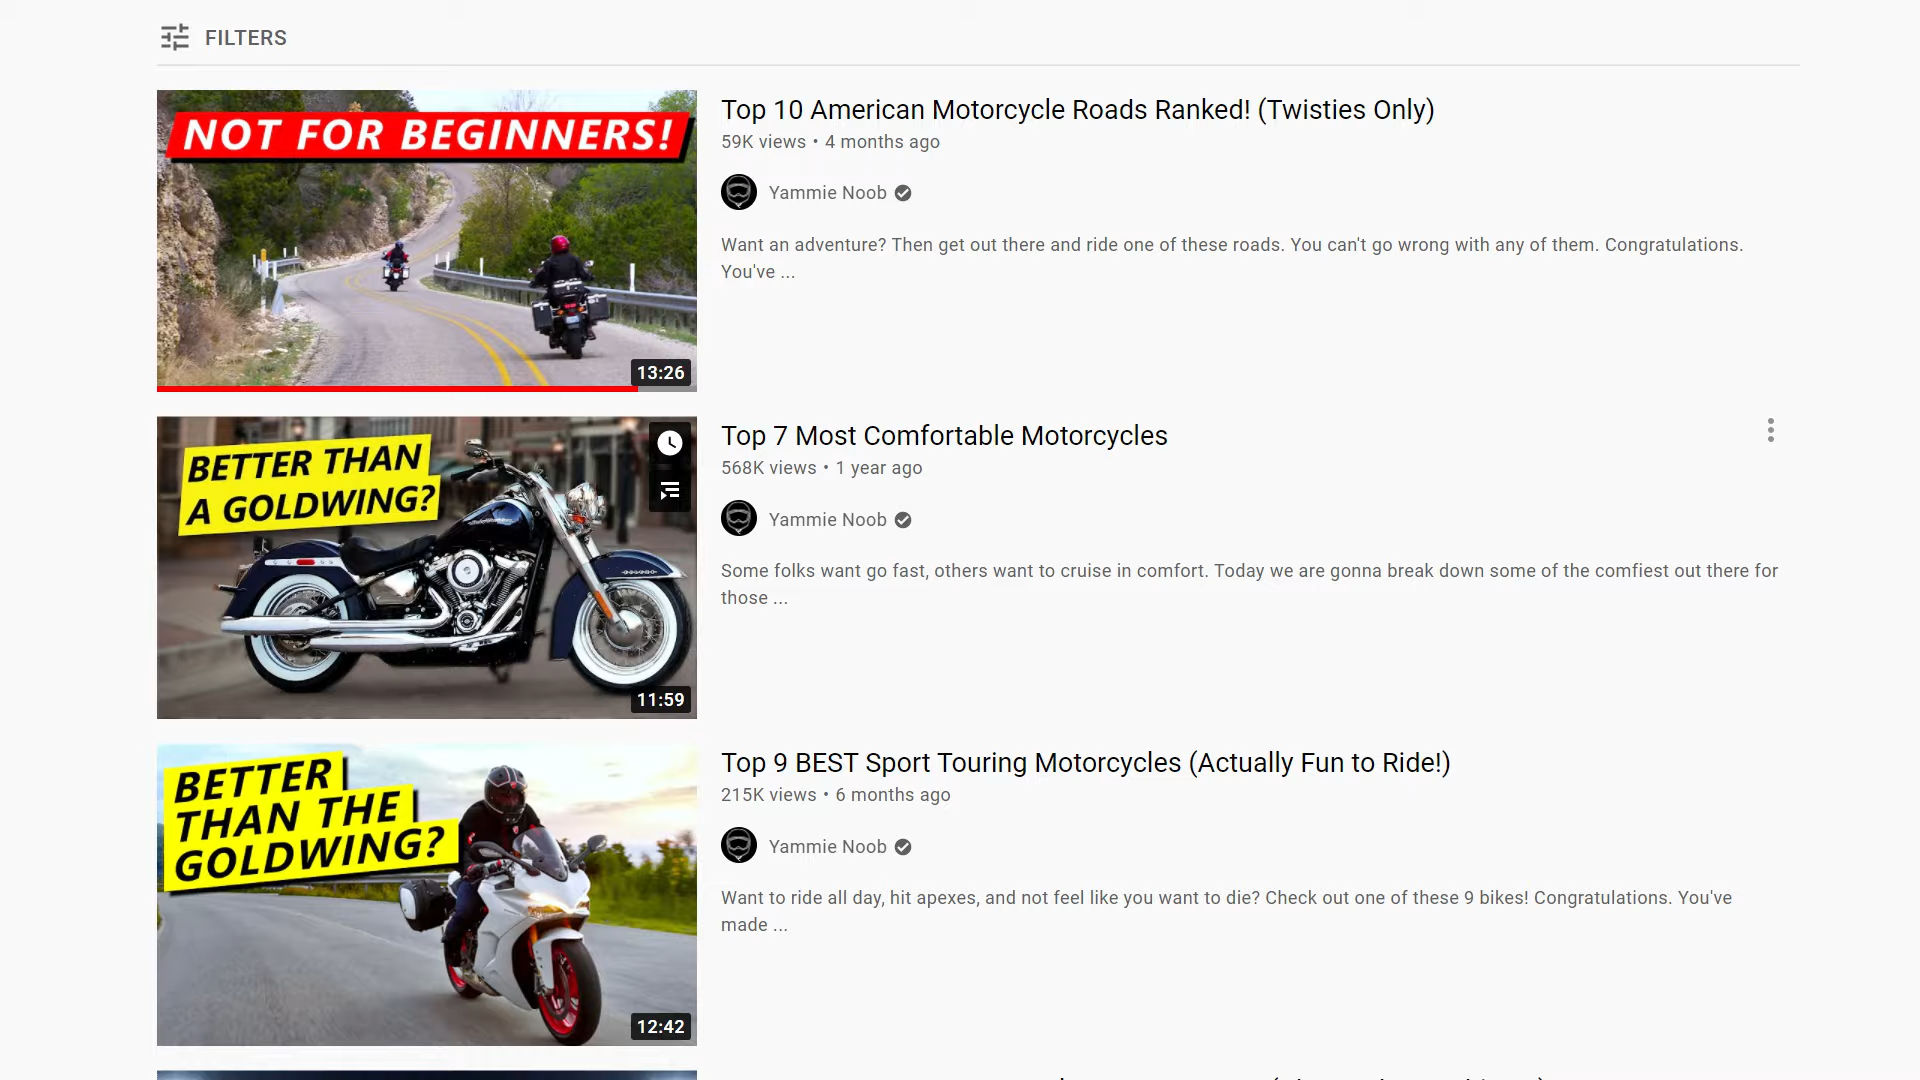 FILTERS
NOT FOR BEGINNERS!
13:26
Top 10 American Motorcycle Roads Ranked! (Twisties Only)
59K views • 4 months ago
Yammie Noob
Want an adventure? Then get out there and ride one of these roads. You can't go wrong with any of them. Congratulations.
You've ...
BETTER THAN
A GOLDWING?
11:59
Top 7 Most Comfortable Motorcycles
568K views • 1 year ago
Yammie Noob
Some folks want go fast, others want to cruise in comfort. Today we are gonna break down some of the comfiest out there for
those ...
BETTER
THAN THE
GOLDWING?
12:42
Top 9 BEST Sport Touring Motorcycles (Actually Fun to Ride!)
215K views • 6 months ago
Yammie Noob
Want to ride all day, hit apexes, and not feel like you want to die? Check out one of these 9 bikes! Congratulations. You've
made ...